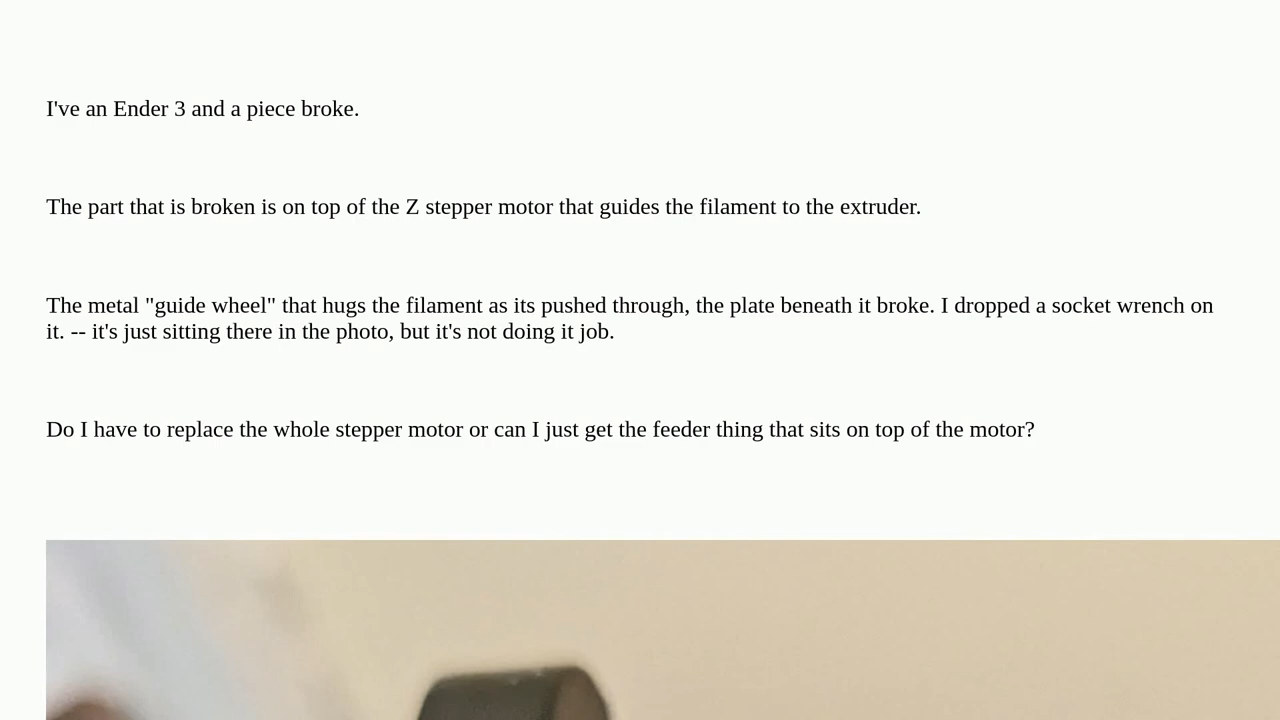 I've an Ender 3 and a piece broke.
The part that is broken is on top of the Z stepper motor that guides the filament to the extruder.
The metal "guide wheel" that hugs the filament as its pushed through, the plate beneath it broke. I dropped a socket wrench on
it. -- it's just sitting there in the photo, but it's not doing it job.
Do I have to replace the whole stepper motor or can I just get the feeder thing that sits on top of the motor?